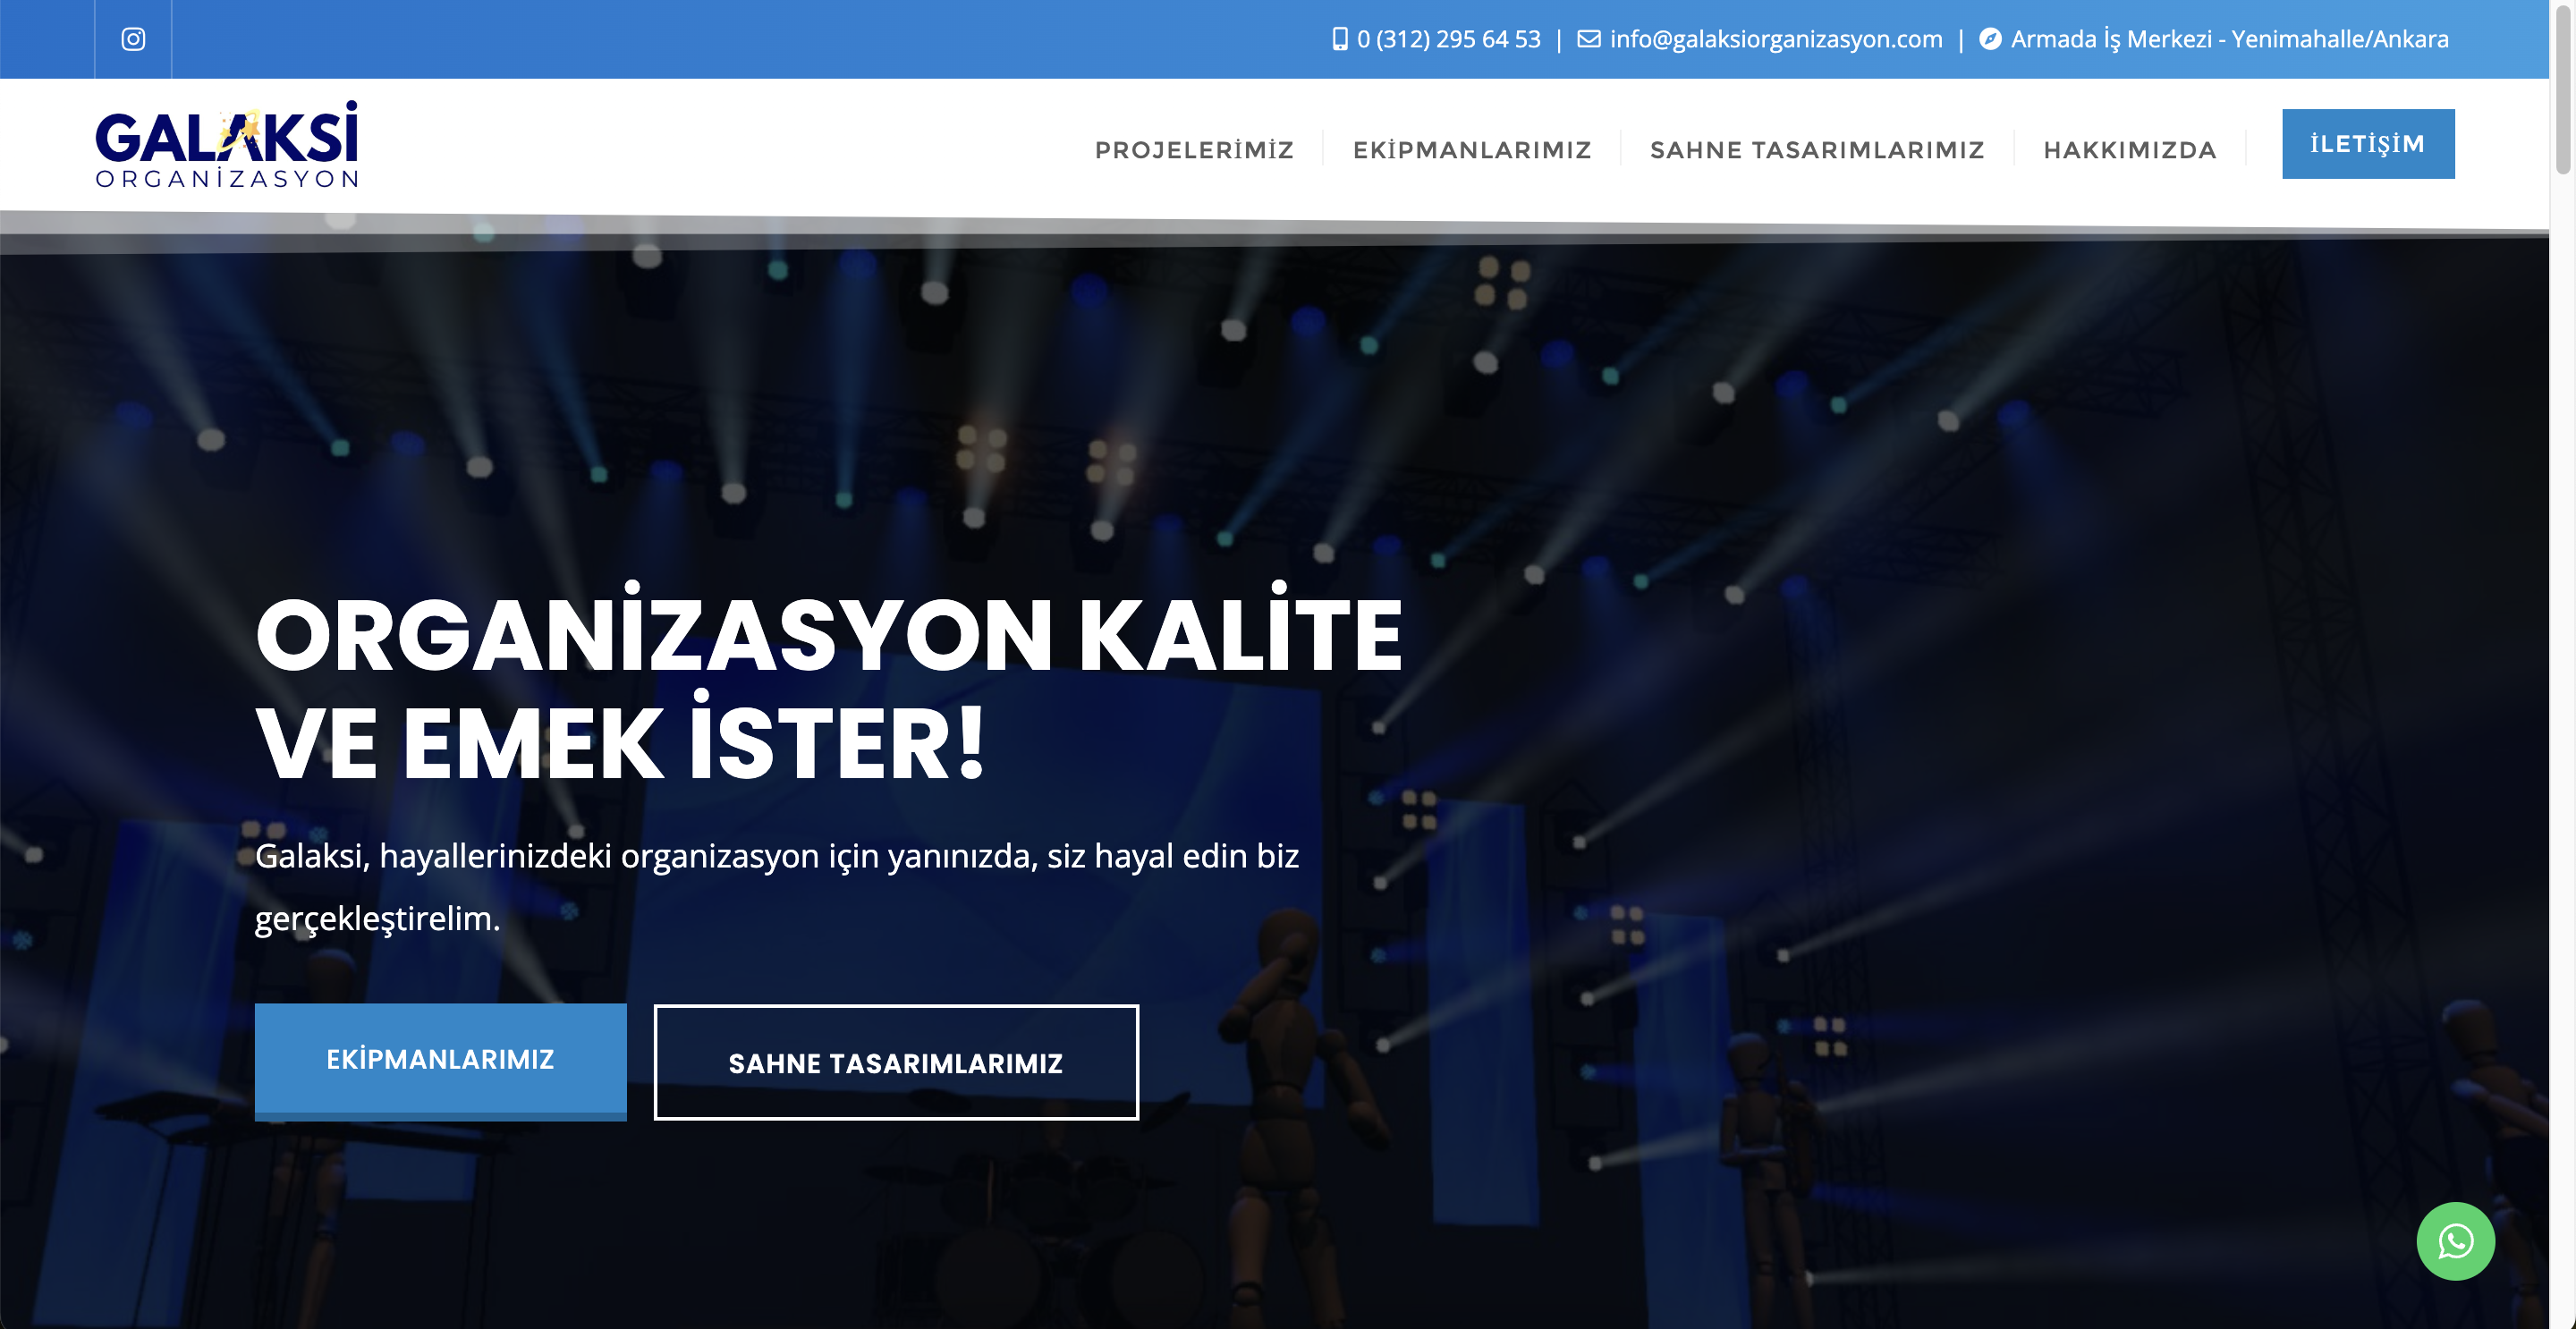 0 (312) 295 64 53 | info@galaksiorganizasyon.com | Armada İş Merkezi - Yenimahalle/Ankara
GALAKSİ
ORGANİZASYON
PROJELERİMİZ
EKİPMANLARIMIZ
SAHNE TASARIMLARIMIZ
HAKKIMIZDA
İLETİŞİM
ORGANİZASYON KALİTE
VE EMEK İSTER!
Galaksi, hayallerinizdeki organizasyon için yanınızda, siz hayal edin biz
gerçekleştirelim.
EKİPMANLARIMIZ
SAHNE TASARIMLARIMIZ